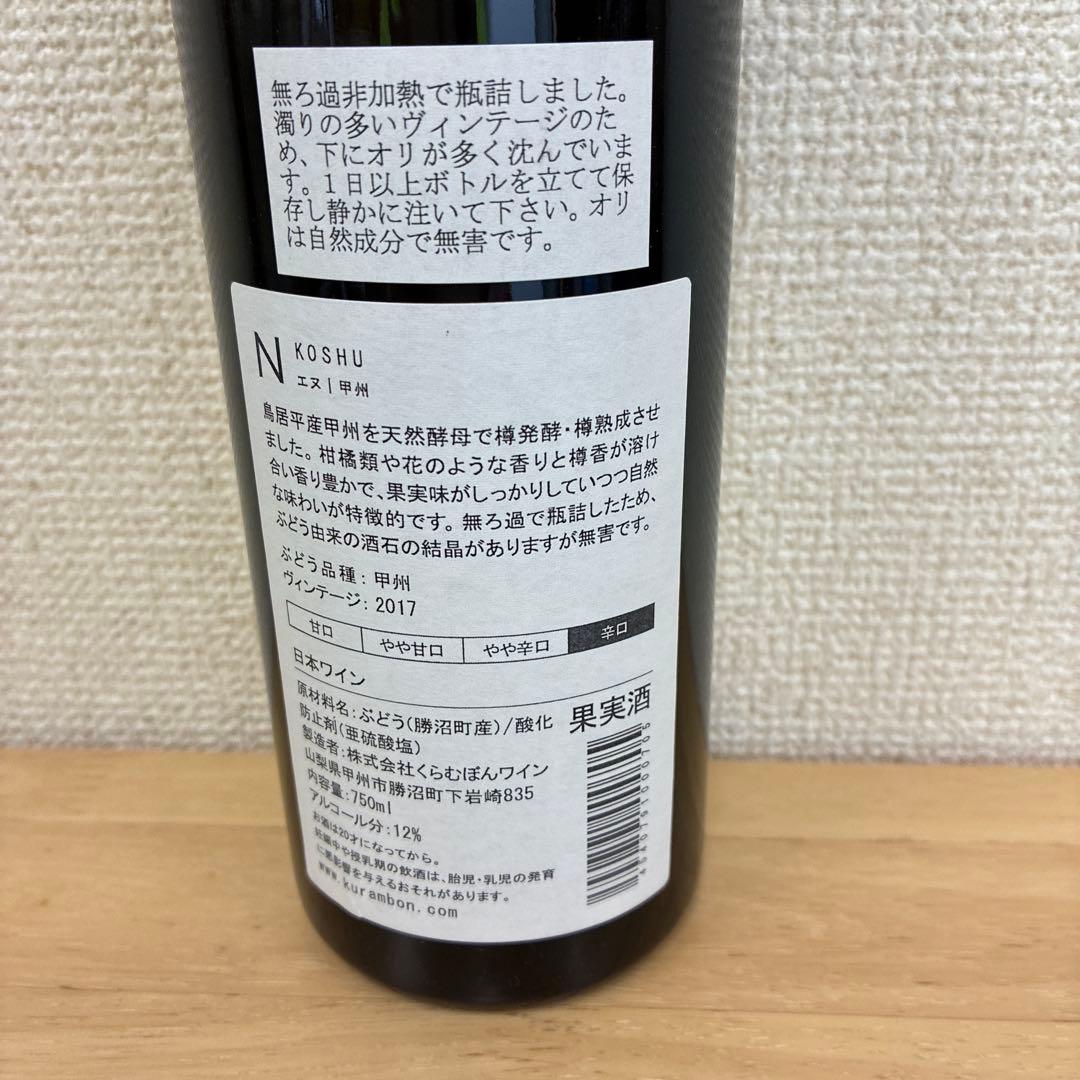 無ろ過非加熱で瓶詰しました。
濁りの多いヴィンテージのた
め、下にオリが多く沈んでいま
す。1日以上ボトルを立てて保
存し静かに注いで下さい。オリ
は自然成分で無害です。
N KOSHU
エヌ | 甲州
鳥居平産甲州を天然酵母で樽発酵・樽熟成させ
ました。柑橘類や花のような香りと樽香が溶け
合い香り豊かで、果実味がしっかりしていつつ自然
な味わいが特徴的です。無ろ過で瓶詰したため、
ぶどう由来の酒石の結晶がありますが無害です。
ぶどう品種：甲州
ヴィンテージ：2017
甘口 やや甘口 やや辛口 辛口
日本ワイン
原材料名：ぶどう(勝沼町産)/酸化
防止剤(亜硫酸塩)
製造者：株式会社くらむぼんワイン
山梨県甲州市勝沼町下岩崎835
内容量：750ml
アルコール分：12%
お酒は20才になってから。
妊娠中や授乳期の飲酒は、胎児・乳児の発育
に悪影響を与えるおそれがあります。
www.kurambon.com
果実酒